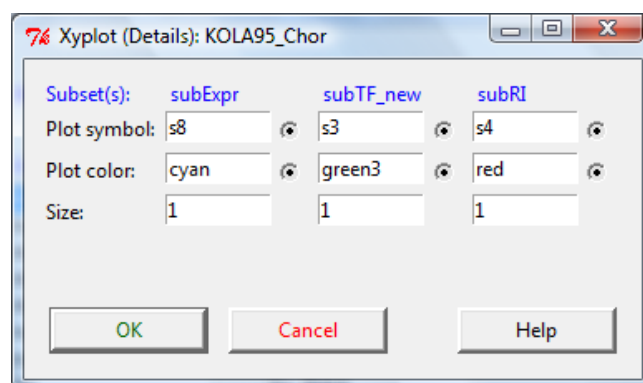 Xyplot (Details): KOLA95_Chor
Subset(s): subExpr subTF_new subRI
Plot symbol: s8 s3 s4
Plot color: cyan green3 red
Size: 1 1 1
OK Cancel Help